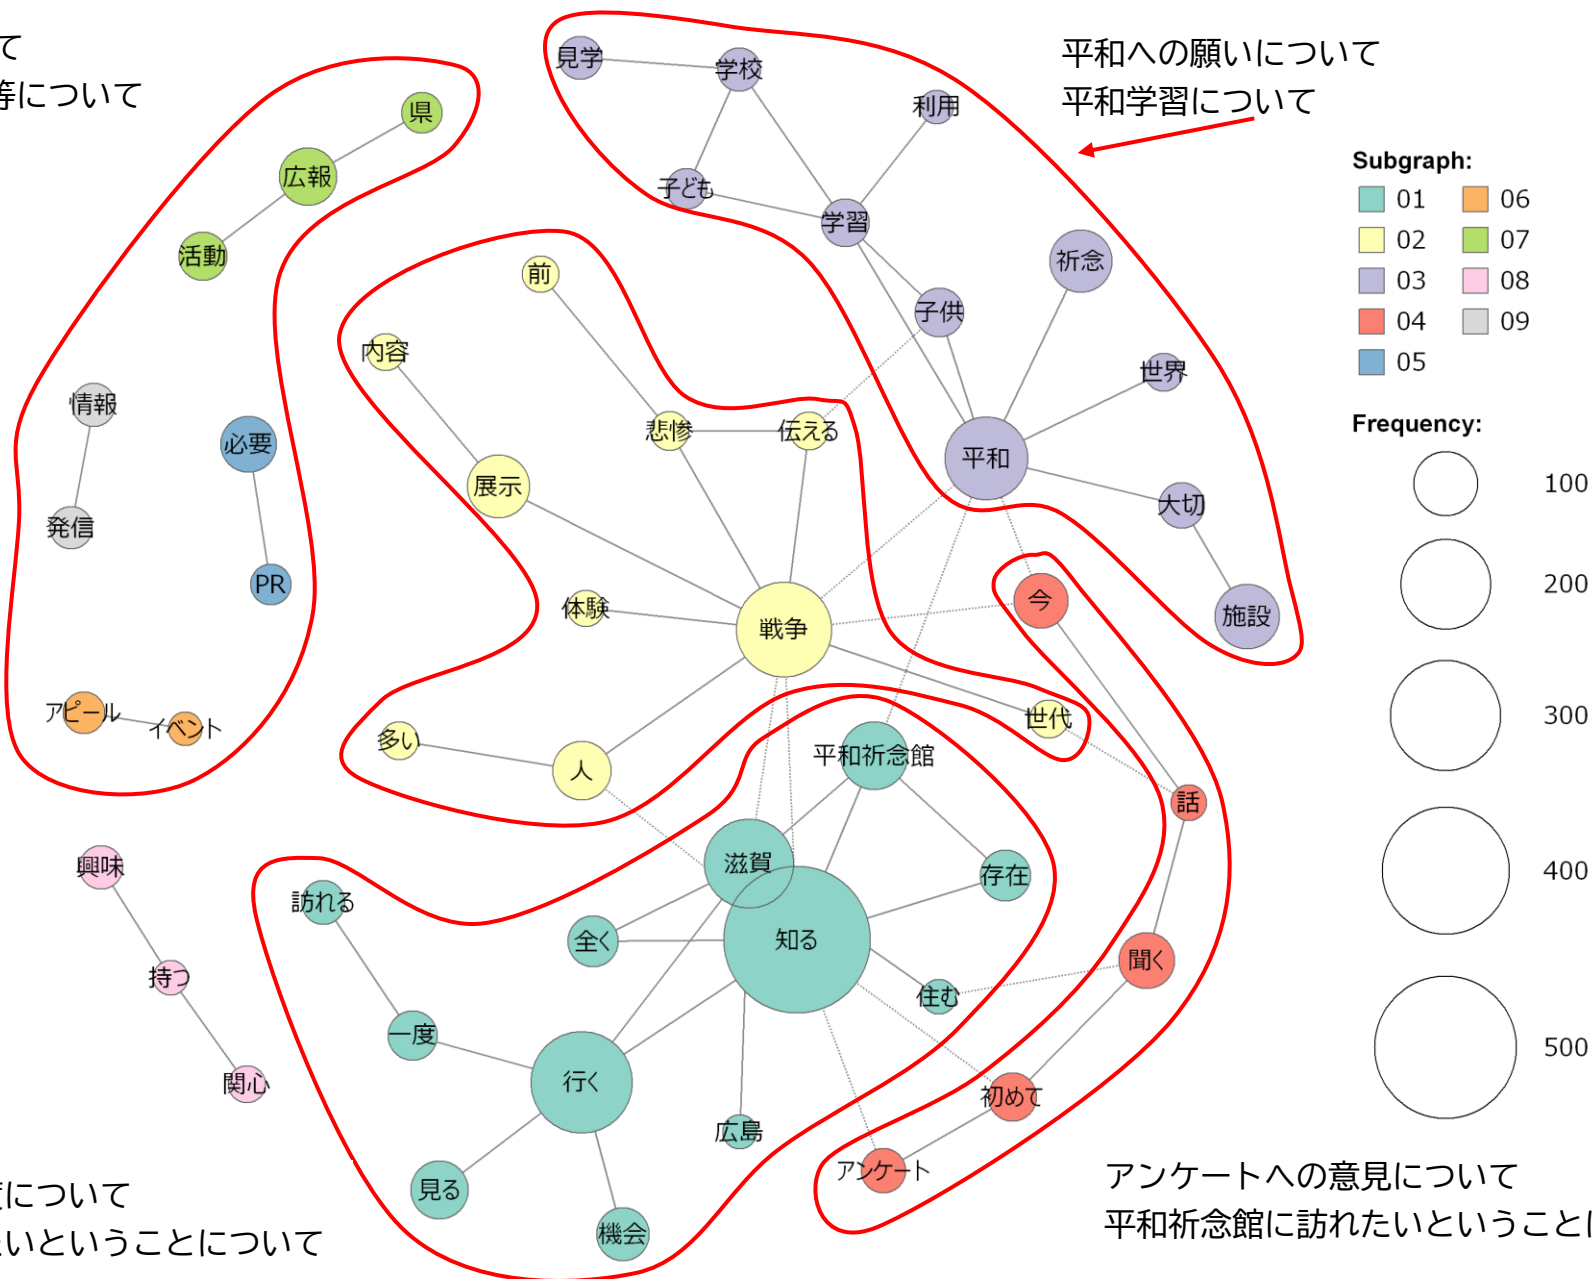 て
等について
平和への願いについて
平和学習について
見学
学校
利用
県
広報
子ども
学習
活動
祈念
前
子供
内容
世界
情報
必要
悲惨
伝える
平和
展示
大切
発信
PR
体験
今
戦争
施設
アピール
イベント
多い
世代
人
平和祈念館
話
興味
滋賀
存在
訪れる
全く
知る
聞く
持つ
住む
一度
関心
行く
初めて
広島
アンケート
見る
機会
Subgraph:
01 06
02 07
03 08
04 09
05
Frequency:
100
200
300
400
500
度について
たいということについて
アンケートへの意見について
平和祈念館に訪れたいということに